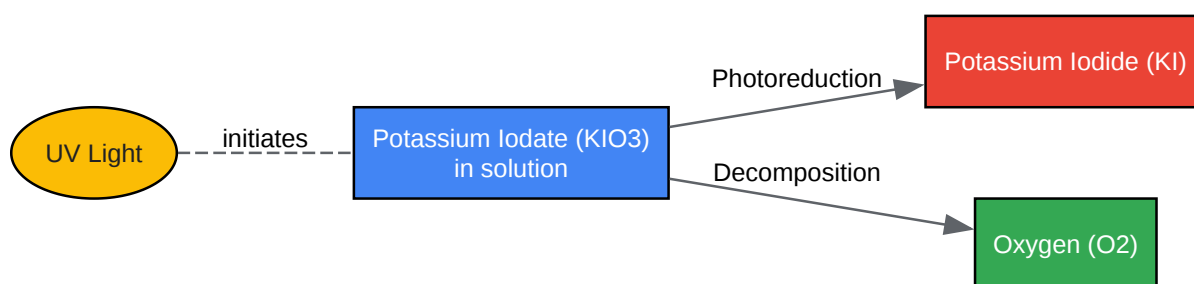 UV Light
initiates
Potassium Iodate (KIO3)
in solution
Photoreduction
Potassium Iodide (KI)
Decomposition
Oxygen (O2)